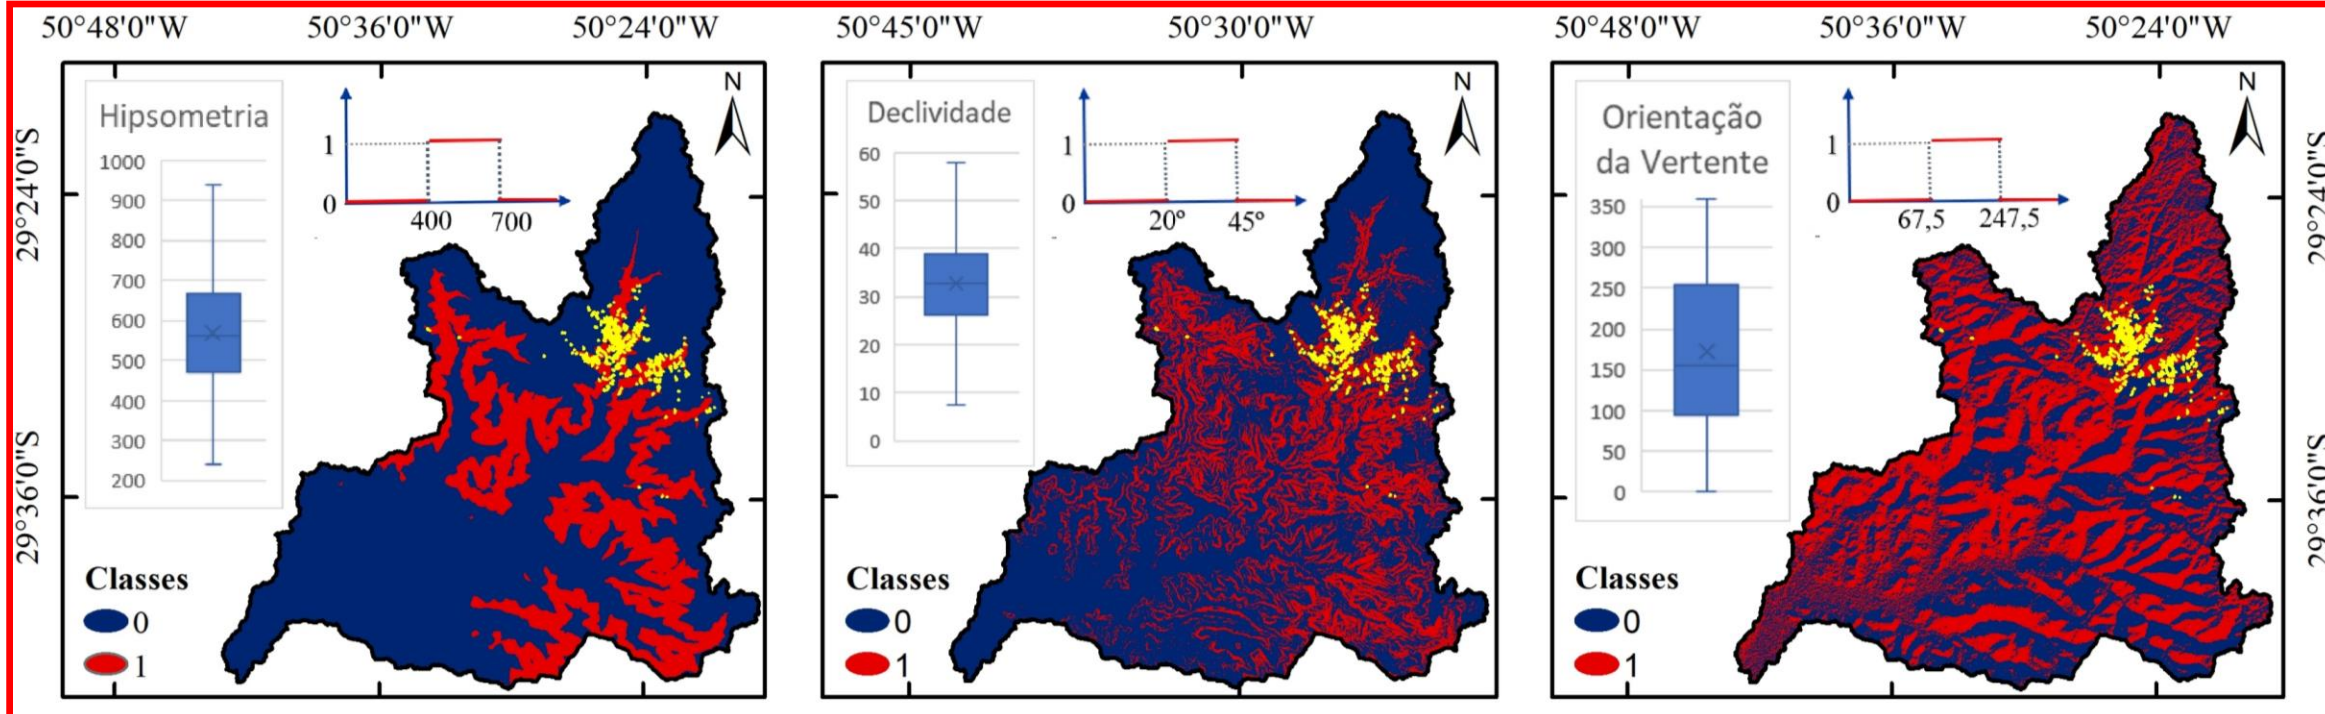 50°48'0"W 50°36'0"W 50°24'0"W
50°45'0"W 50°30'0"W
50°48'0"W 50°36'0"W 50°24'0"W
29°24'0"S
29°36'0"S
Hipsometria
1000
900
800
700
600
500
400
300
200
1
0
400 700
N
Classes
0
1
Declividade
60
50
40
30
20
10
0
1
0
20° 45°
N
Classes
0
1
Orientação
da Vertente
350
300
250
200
150
100
50
0
1
0
67,5 247,5
N
Classes
0
1
29°24'0"S
29°36'0"S